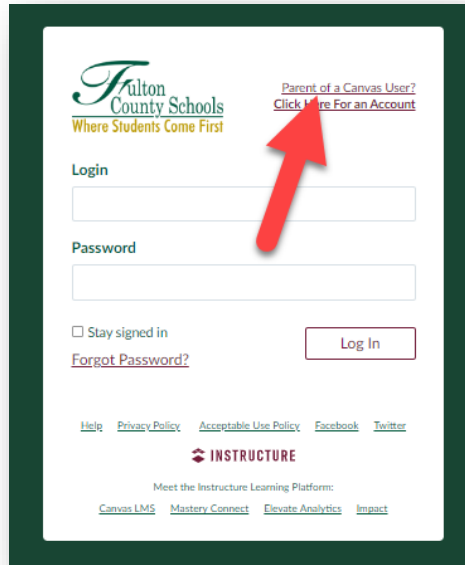 Fulton
County Schools
Where Students Come First
Parent of a Canvas User?
Click Here For an Account
Login
Password
Stay signed in
Forgot Password?
Log In
Help Privacy Policy Acceptable Use Policy Facebook Twitter
INSTRUCTURE
Meet the Instructure Learning Platform:
Canvas LMS Mastery Connect Elevate Analytics Impact